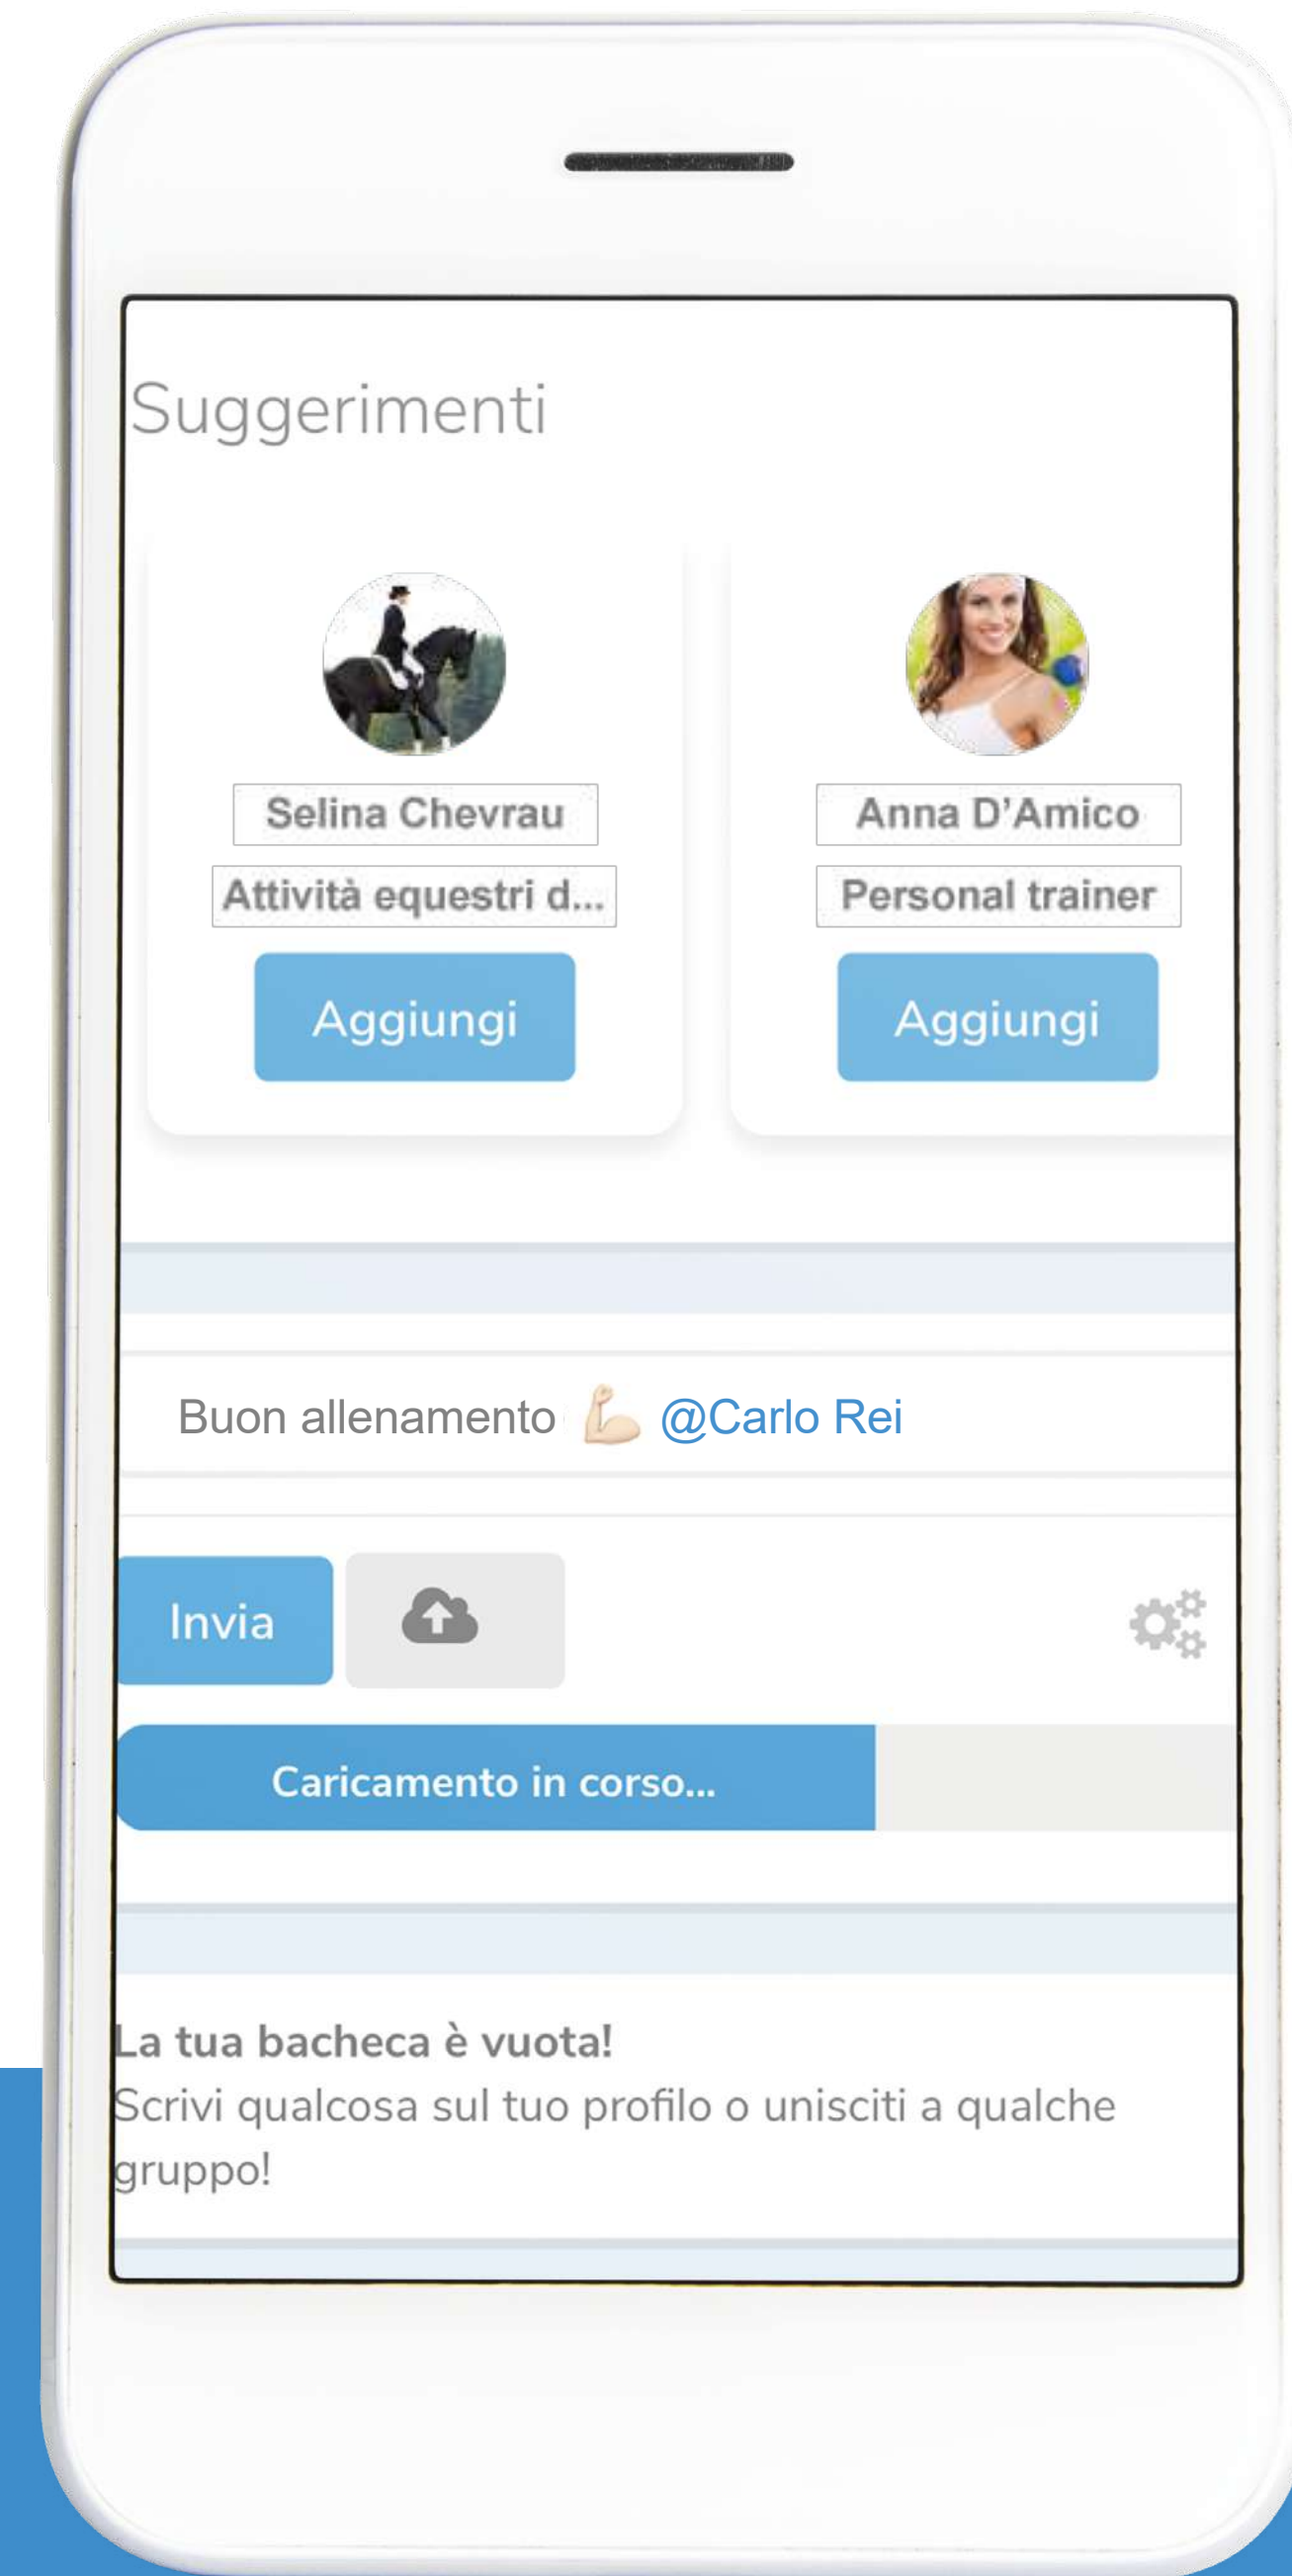 Suggerimenti
Selina Chevrau
Attività equestri d...
Aggiungi
Anna D'Amico
Personal trainer
Aggiungi
Buon allenamento 💪🏻 @Carlo Rei
Invia
Caricamento in corso...
La tua bacheca è vuota!
Scrivi qualcosa sul tuo profilo o unisciti a qualche
gruppo!